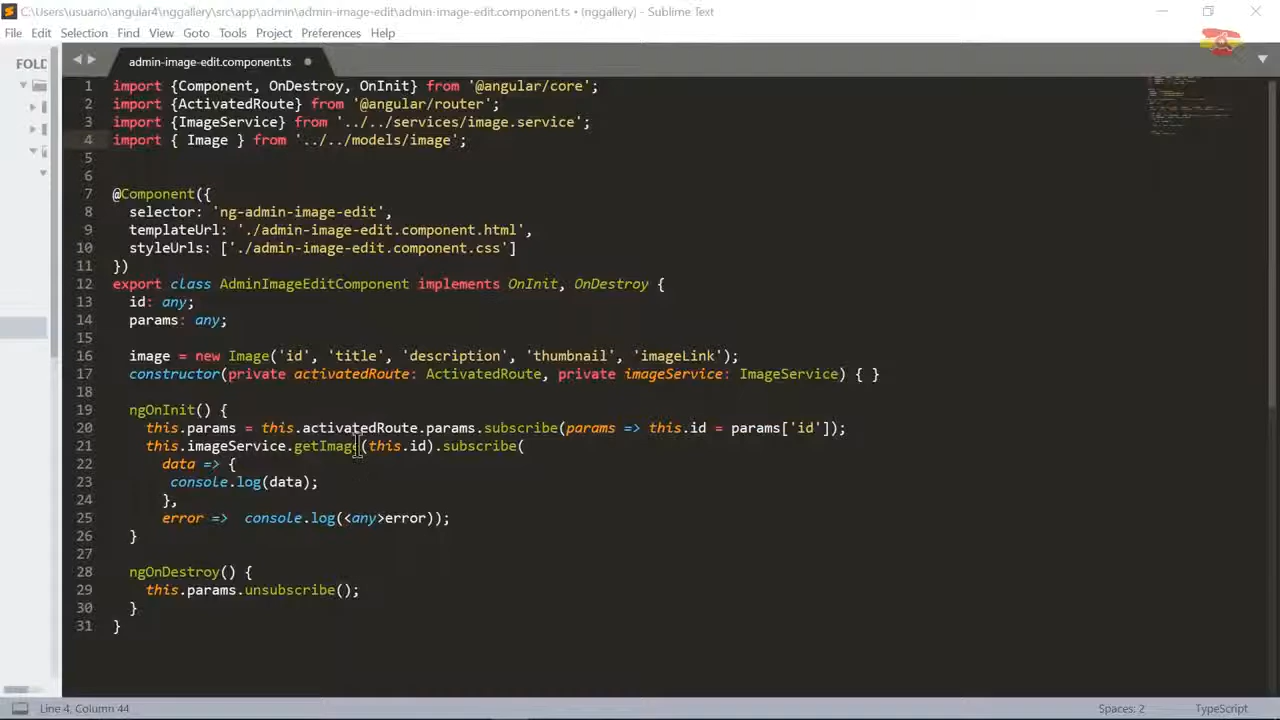 C:\Users\usuario\angular4\nggallery\src\app\admin\admin-image-edit\admin-image-edit.component.ts • (nggallery) - Sublime Text
File Edit Selection Find View Goto Tools Project Preferences Help
FOLD
admin-image-edit.component.ts
1 import {Component, OnDestroy, OnInit} from '@angular/core';
2 import {ActivatedRoute} from '@angular/router';
3 import {ImageService} from '../../services/image.service';
4 import { Image } from '../../models/image';
5
6
7 @Component({
8 selector: 'ng-admin-image-edit',
9 templateUrl: './admin-image-edit.component.html',
10 styleUrls: ['./admin-image-edit.component.css']
11 })
12 export class AdminImageEditComponent implements OnInit, OnDestroy {
13 id: any;
14 params: any;
15
16 image = new Image('id', 'title', 'description', 'thumbnail', 'imageLink');
17 constructor(private activatedRoute: ActivatedRoute, private imageService: ImageService) { }
18
19 ngOnInit() {
20 this.params = this.activatedRoute.params.subscribe(params => this.id = params['id']);
21 this.imageService.getImage(this.id).subscribe(
22 data => {
23 console.log(data);
24 },
25 error => console.log(<any>error));
26 }
27
28 ngOnDestroy() {
29 this.params.unsubscribe();
30 }
31 }
Line 4, Column 44 Spaces: 2 TypeScript